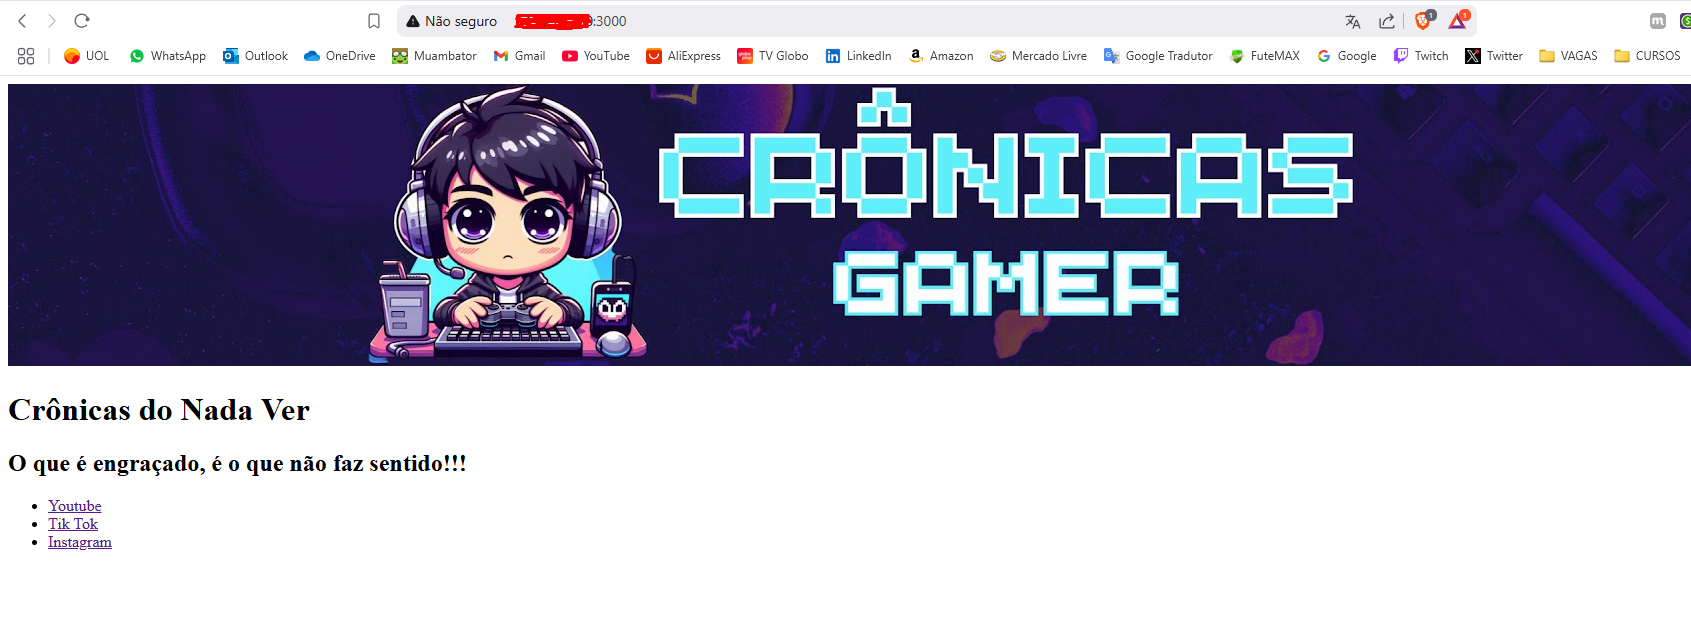 Não seguro :3000
1 1 m S
UOL WhatsApp Outlook OneDrive Muambator Gmail YouTube AliExpress TV Globo LinkedIn Amazon Mercado Livre Google Tradutor FuteMAX Google Twitch Twitter VAGAS CURSOS
CRÔNICAS
GAMER
Crônicas do Nada Ver
O que é engraçado, é o que não faz sentido!!!
Youtube
Tik Tok
Instagram